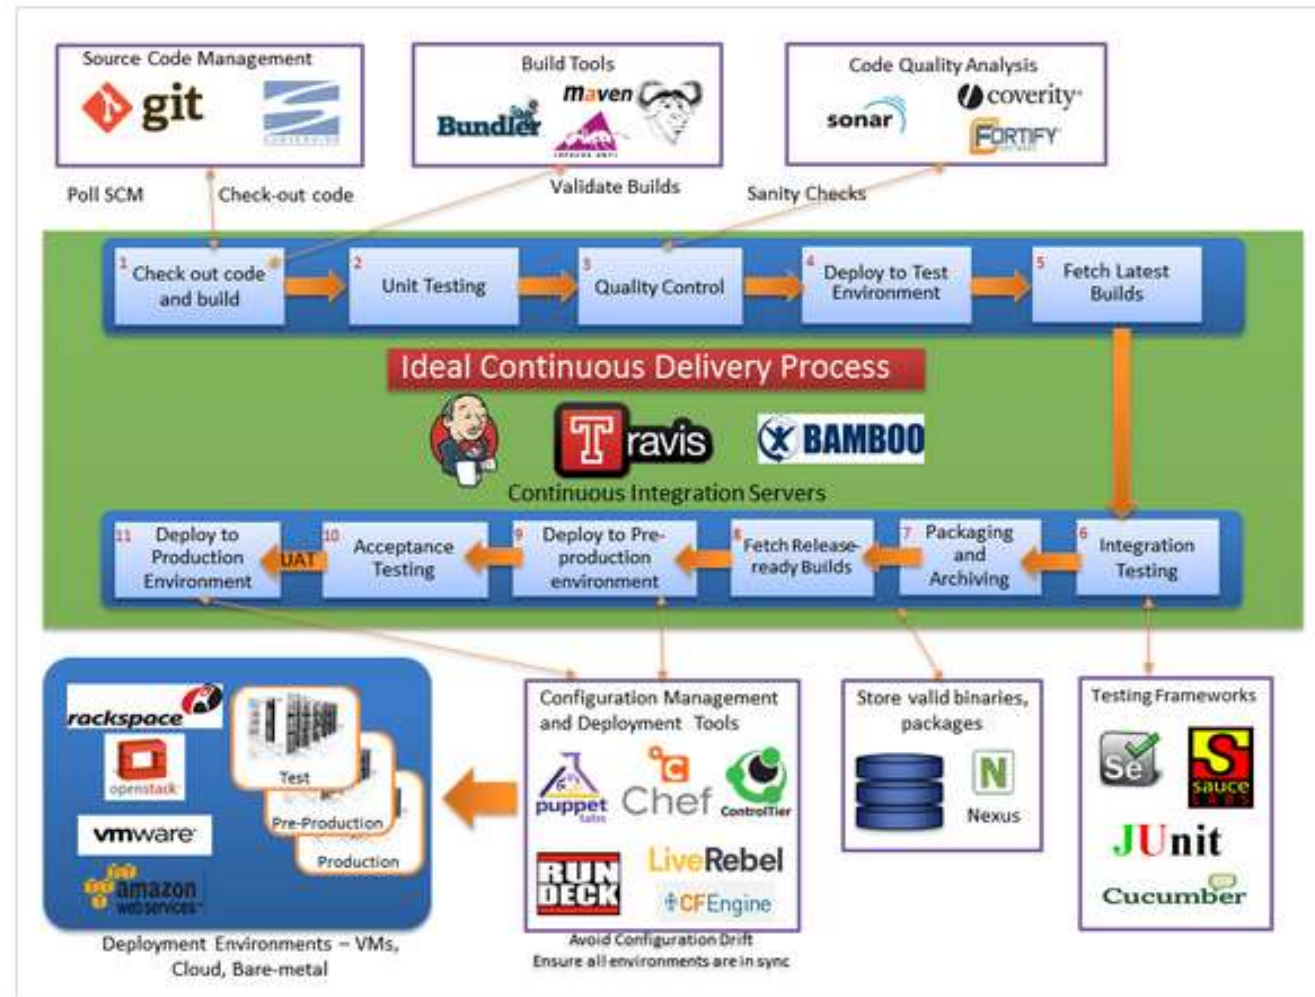 Source Code Management
git
Build Tools
maven
Bundler
Code Quality Analysis
sonar
coverity
FORTIFY
Poll SCM
Check-out code
Validate Builds
Sanity Checks
1
Check out code
and build
2
Unit Testing
3
Quality Control
4
Deploy to Test
Environment
5
Fetch Latest
Builds
Ideal Continuous Delivery Process
Travis
BAMBOO
Continuous Integration Servers
11
Deploy to
Production
Environment
UAT
10
Acceptance
Testing
9
Deploy to Pre-
production
environment
8
Fetch Release-
ready Builds
7
Packaging
and
Archiving
6
Integration
Testing
rackspace
openstack
vmware
amazon
webservices
Test
Pre-Production
Production
Deployment Environments – VMs,
Cloud, Bare-metal
Configuration Management
and Deployment Tools
puppet
labs
Chef
ControlTier
RUN
DECK
LiveRebel
CFEngine
Avoid Configuration Drift
Ensure all environments are in sync
Store valid binaries,
packages
N
Nexus
Testing Frameworks
Se
SAUCE
LABS
JUnit
Cucumber